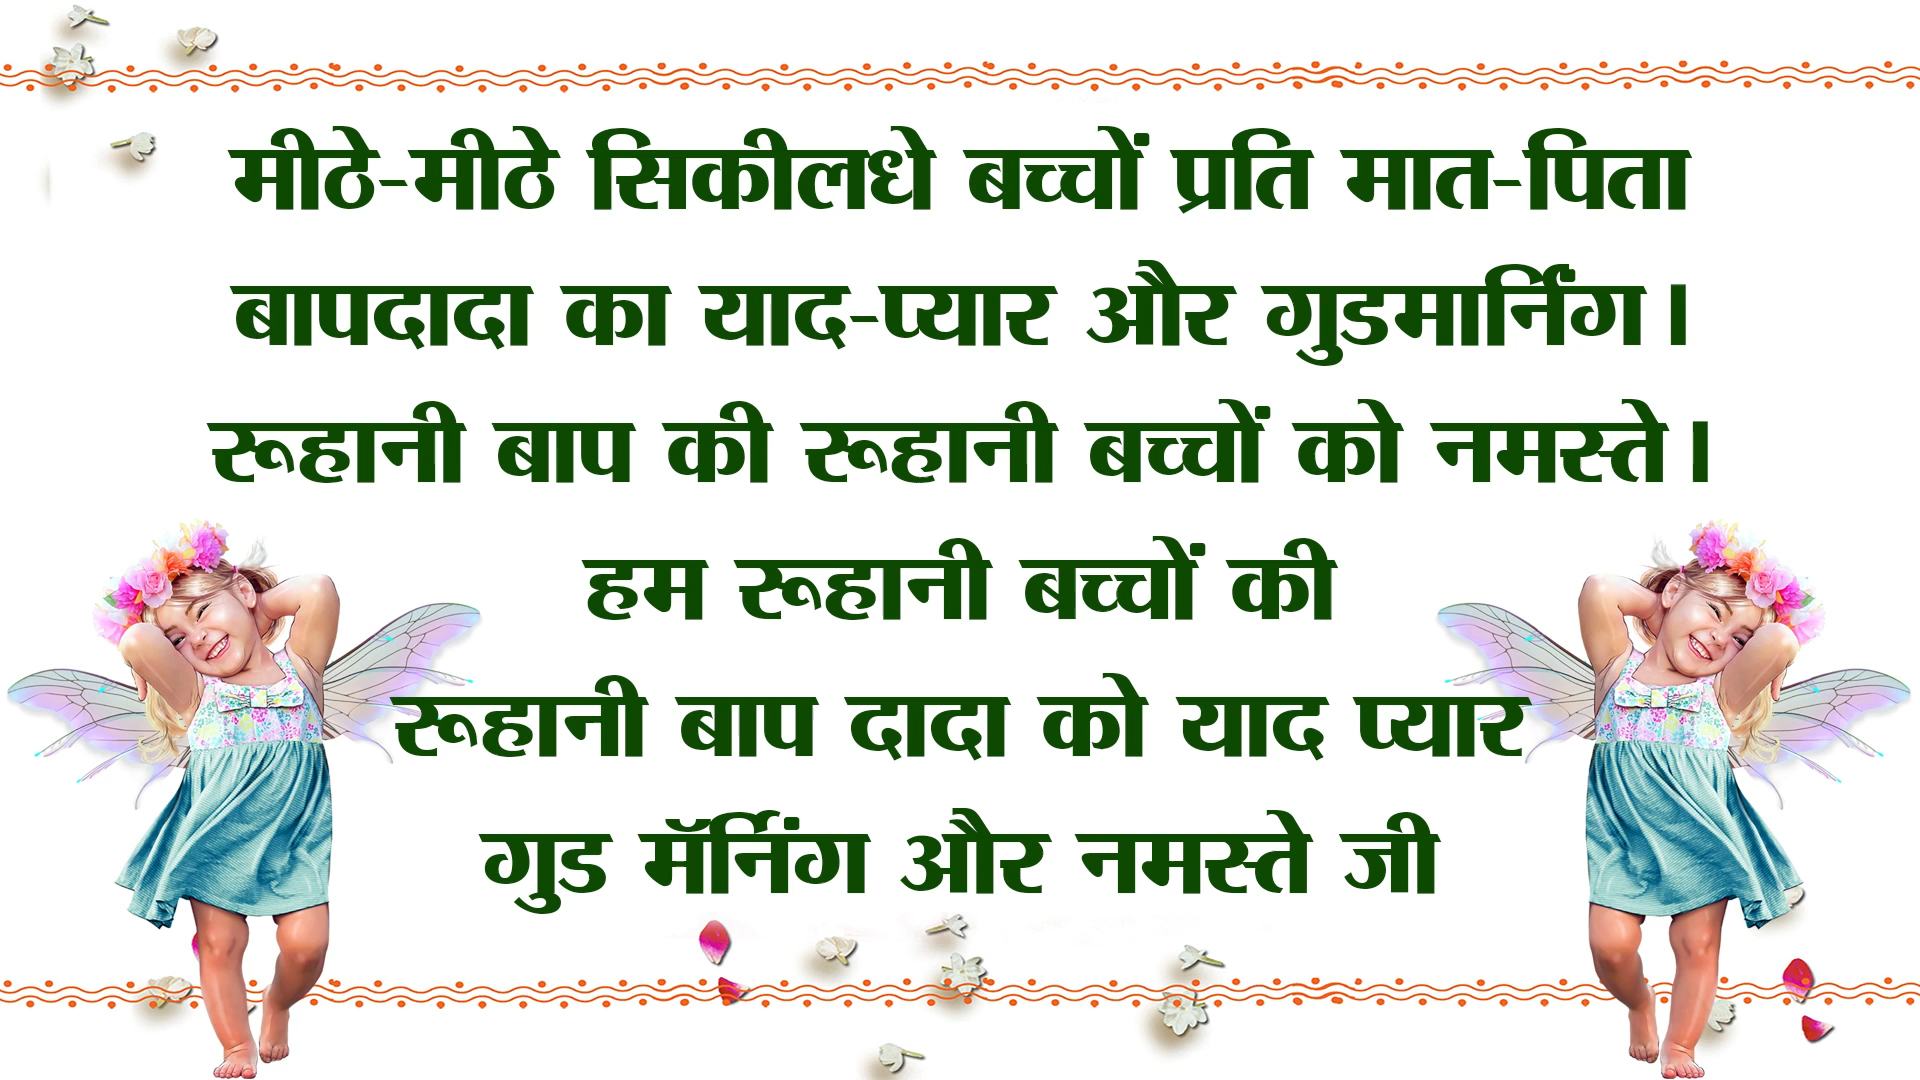 मीठे-मीठे सिकीलधे बच्चों प्रति मात-पिता
बापदादा का याद-प्यार और गुडमार्निंग।
रूहानी बाप की रूहानी बच्चों को नमस्ते।
हम रूहानी बच्चों की
रूहानी बाप दादा को याद प्यार
गुड मॅर्निंग और नमस्ते जी